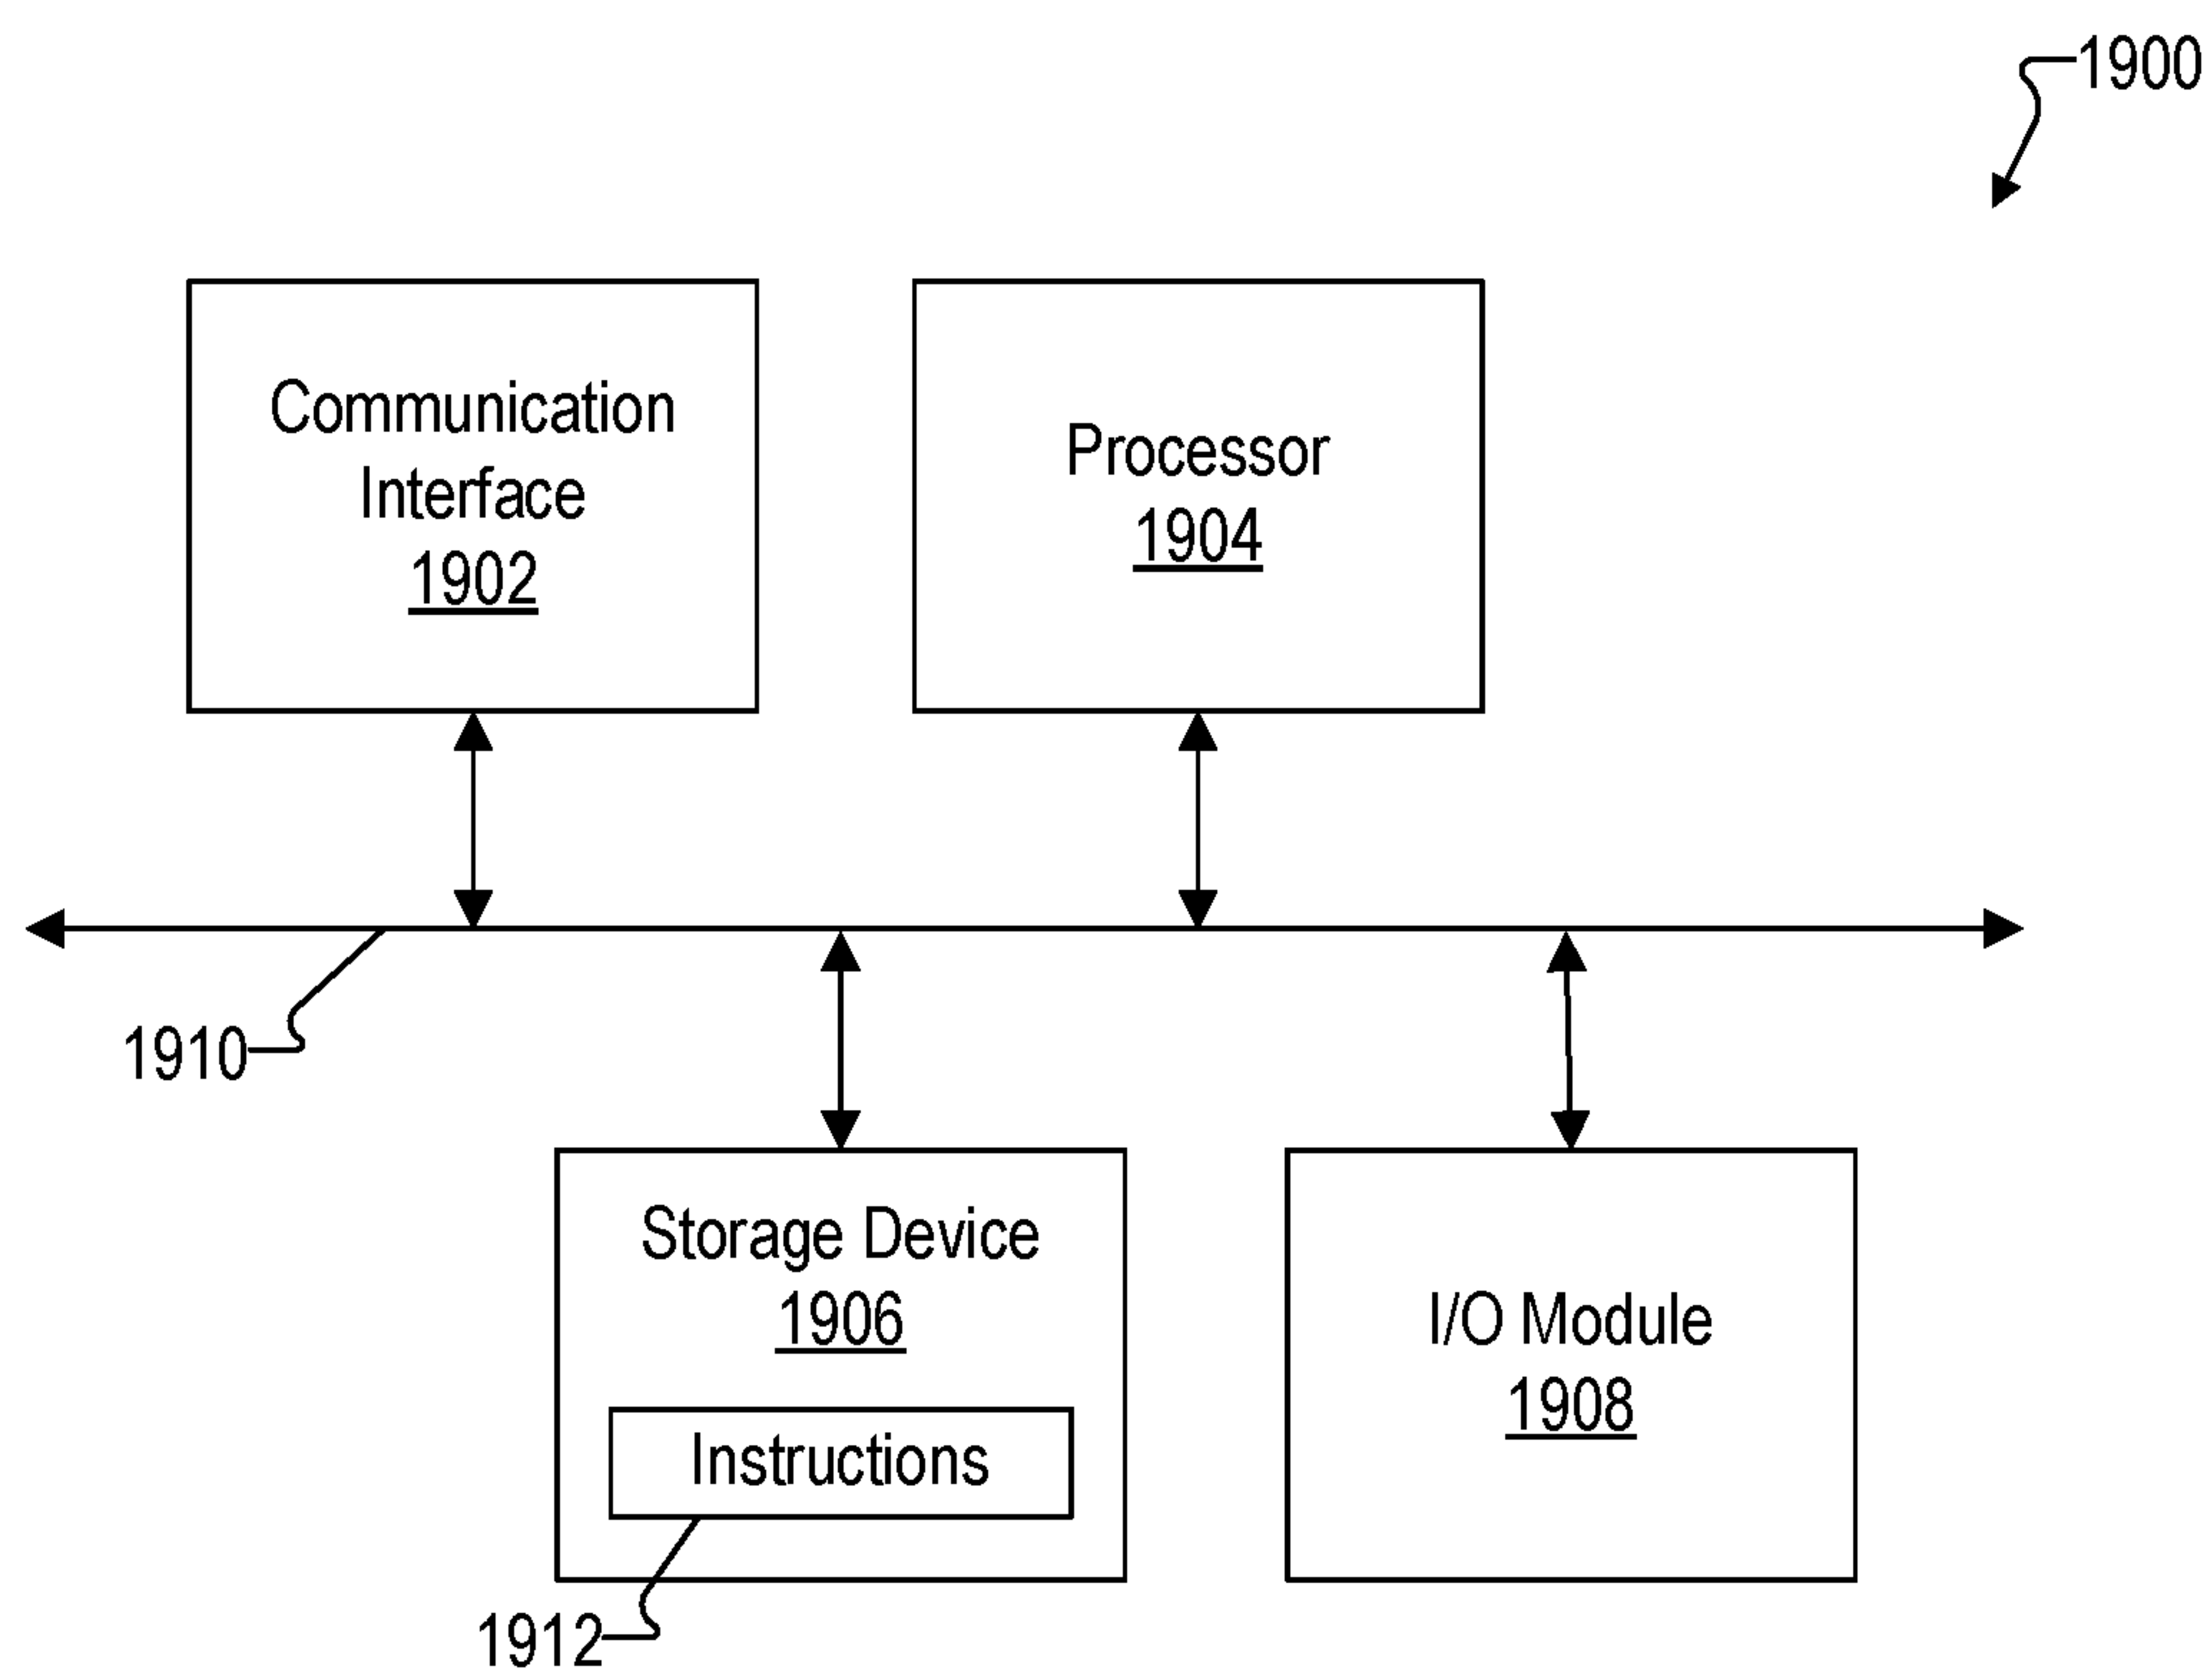 1900
Communication
Interface
1902
Processor
1904
1910
Storage Device
1906
Instructions
1912
I/O Module
1908